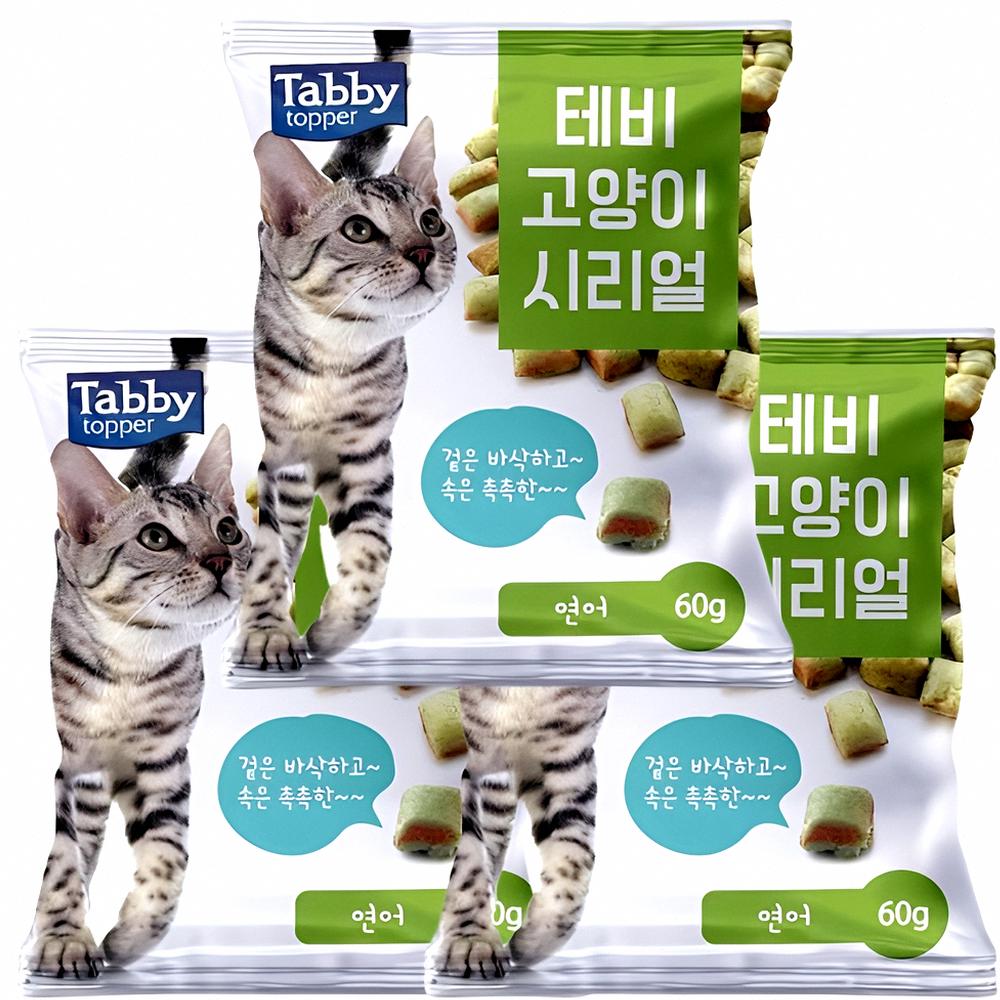 Tabby
topper
테비
고양이
시리얼
겉은 바삭하고~
속은 촉촉한~~
연어 60g
Tabby
topper
겉은 바삭하고~
속은 촉촉한~~
연어 0g
테비
고양이
리얼
겉은 바삭하고~
속은 촉촉한~~
연어 60g